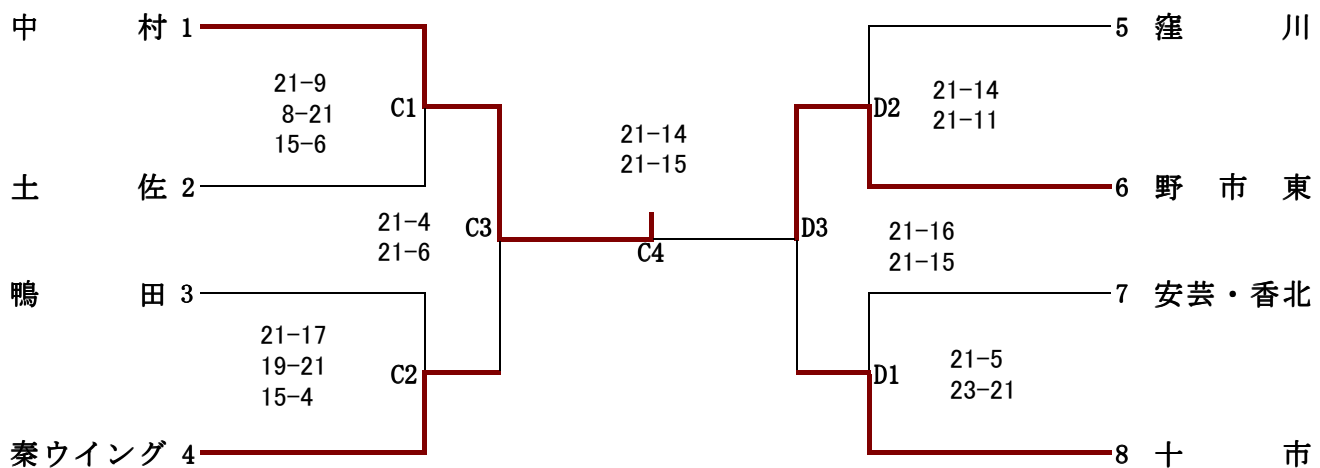 中村 1
21-9
8-21
15-6
C1
土佐 2
21-4
21-6
C3
鴨田 3
21-17
19-21
15-4
C2
秦ウイング 4
21-14
21-15
C4
5 窪川
21-14
21-11
D2
6 野市東
D3
21-16
21-15
7 安芸・香北
21-5
23-21
D1
8 十市